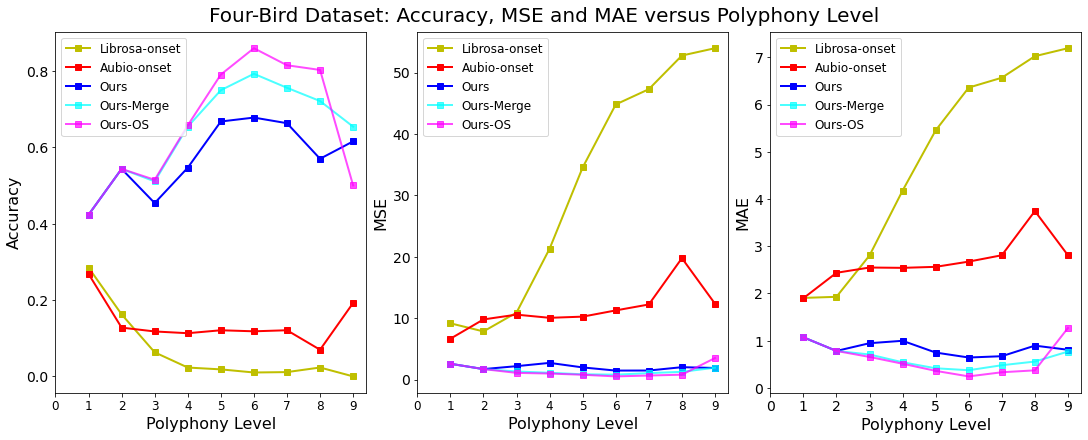 Four-Bird Dataset: Accuracy, MSE and MAE versus Polyphony Level
Librosa-onset
Aubio-onset
Ours
Ours-Merge
Ours-OS
Accuracy
0.8
0.6
0.4
0.2
0.0
0 1 2 3 4 5 6 7 8 9
Polyphony Level
Librosa-onset
Aubio-onset
Ours
Ours-Merge
Ours-OS
MSE
50
40
30
20
10
0
0 1 2 3 4 5 6 7 8 9
Polyphony Level
Librosa-onset
Aubio-onset
Ours
Ours-Merge
Ours-OS
MAE
7
6
5
4
3
2
1
0
0 1 2 3 4 5 6 7 8 9
Polyphony Level